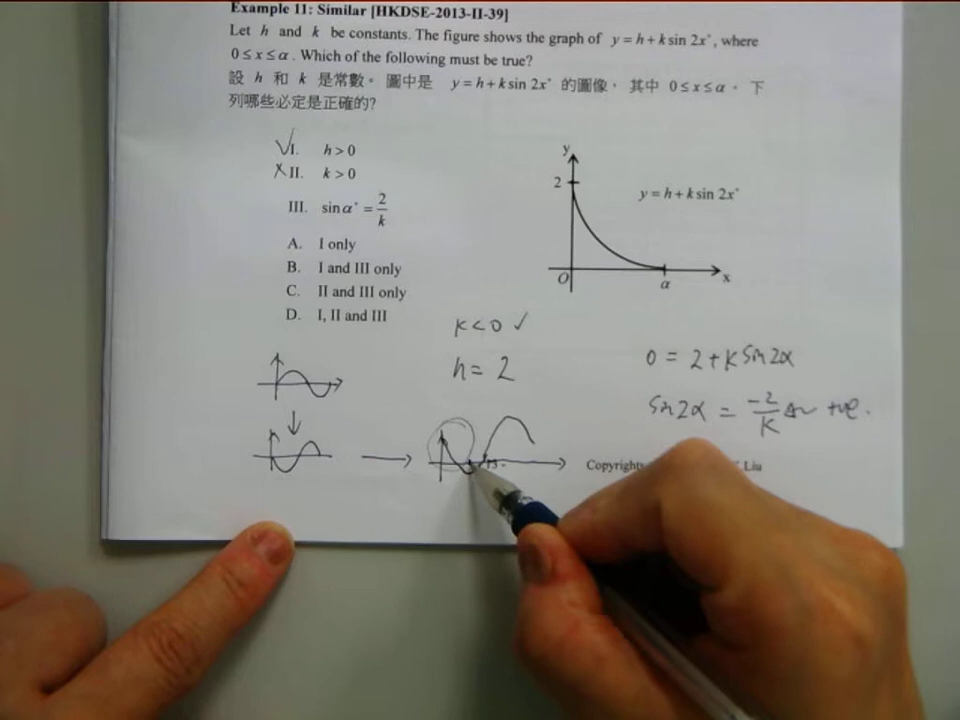 Example 11: Similar [HKDSE-2013-II-39]
Let h and k be constants. The figure shows the graph of y = h + k sin 2x°, where
0 ≤ x ≤ α. Which of the following must be true?
設 h 和 k 是常數。 圖中是 y = h + k sin 2x° 的圖像, 其中 0 ≤ x ≤ α。 下
列哪些必定是正確的?
√I. h > 0
XII. k > 0
III. sin α° = 2/k
A. I only
B. I and III only
C. II and III only
D. I, II and III
y
2
y = h + k sin 2x°
O
α
x
k<0 ✓
h = 2
0 = 2 + k sin 2α
sin 2α = -2/k +ve.
Copyright
Liu